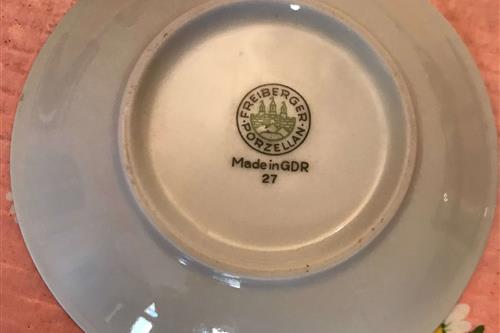 FREIBERGER
PORZELLAN
Made in GDR
27